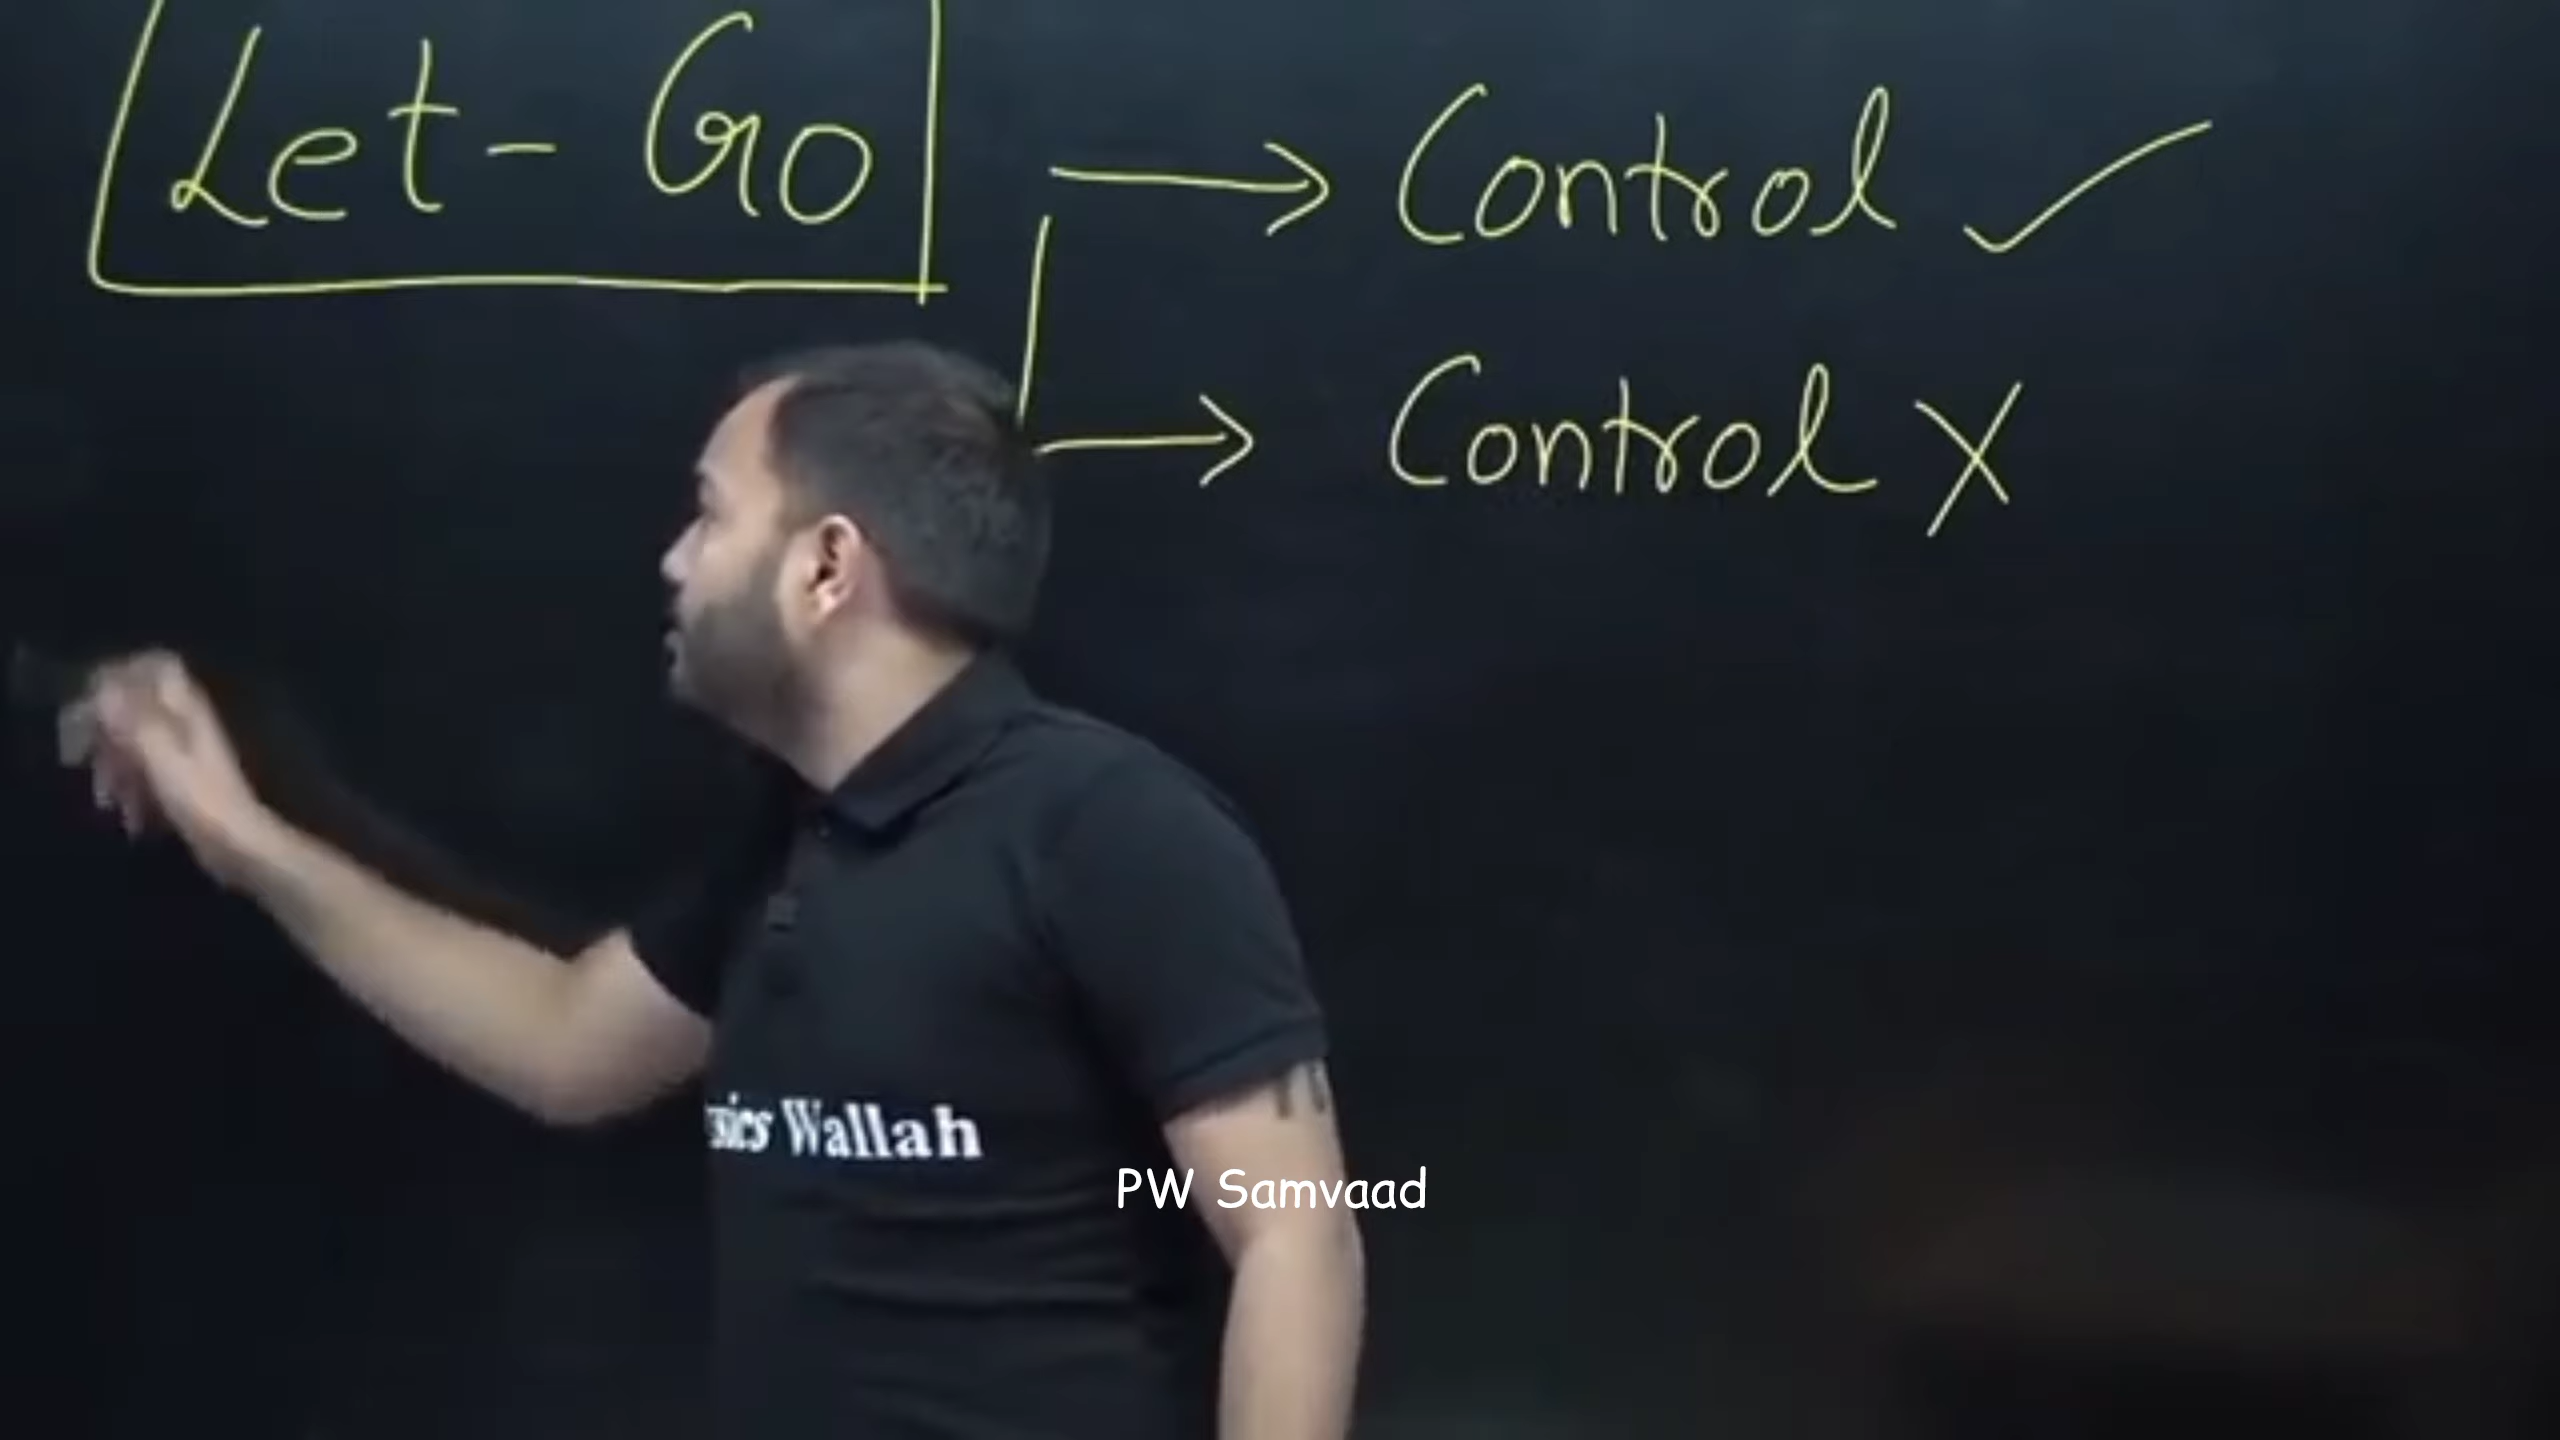 Let - Go → Control ✓
→ Control X
Wallah
PW Samvaad